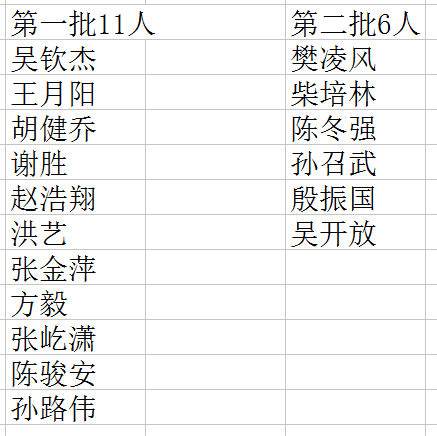 第一批11人
吴钦杰
王月阳
胡健乔
谢胜
赵浩翔
洪艺
张金萍
方毅
张屹潇
陈骏安
孙路伟
第二批6人
樊凌风
柴培林
陈冬强
孙召武
殷振国
吴开放